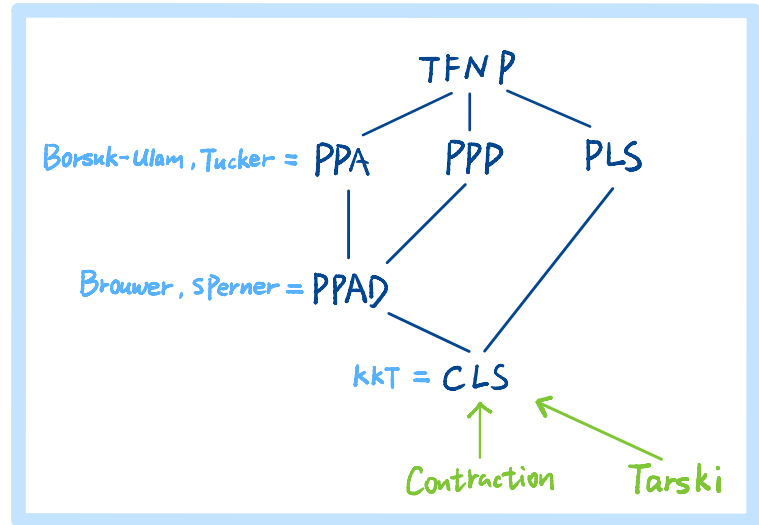 TFNP
Borsuk-Ulam, Tucker = PPA PPP PLS
Brouwer, SPerner = PPAD
KKT = CLS
Contraction Tarski